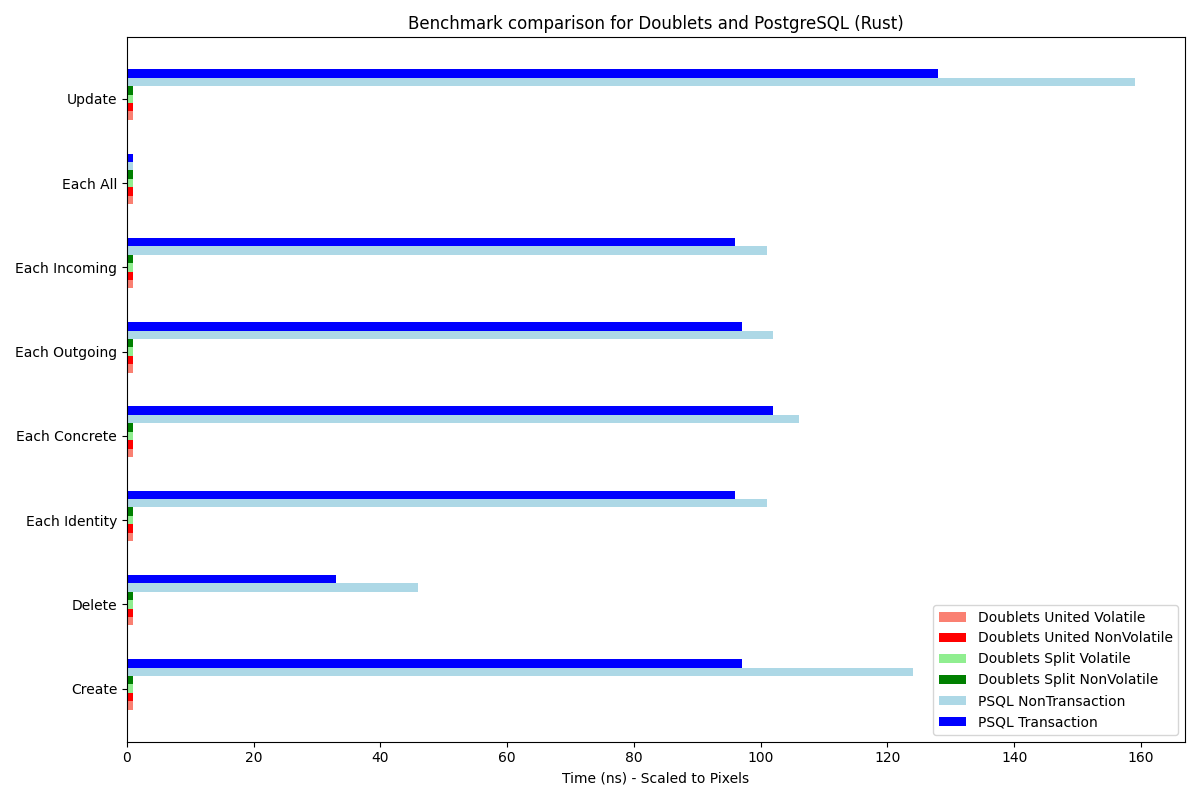 Benchmark comparison for Doublets and PostgreSQL (Rust)
Update
Each All
Each Incoming
Each Outgoing
Each Concrete
Each Identity
Delete
Create
Doublets United Volatile
Doublets United NonVolatile
Doublets Split Volatile
Doublets Split NonVolatile
PSQL NonTransaction
PSQL Transaction
0 20 40 60 80 100 120 140 160
Time (ns) - Scaled to Pixels